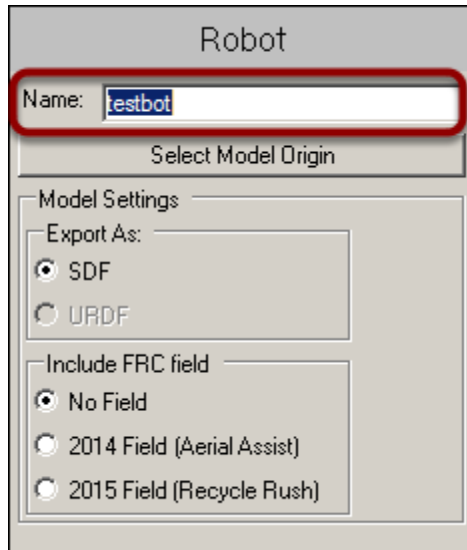 Robot
Name: testbot
Select Model Origin
Model Settings
Export As:
SDF
URDF
Include FRC field
No Field
2014 Field (Aerial Assist)
2015 Field (Recycle Rush)